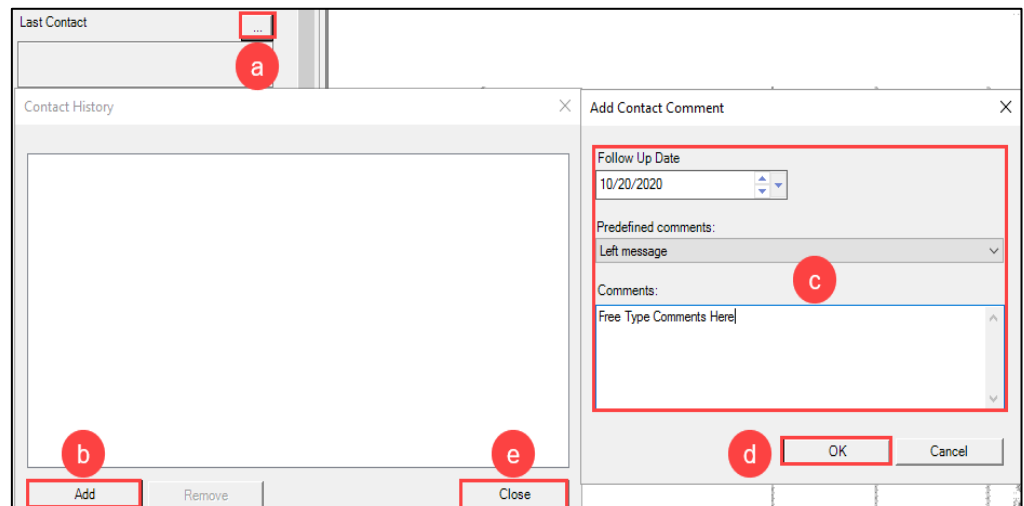 Last Contact
...
a
Contact History
Add Contact Comment
Follow Up Date
10/20/2020
Predefined comments:
Left message
c
Comments:
Free Type Comments Here
b
e
d
OK
Cancel
Add
Remove
Close